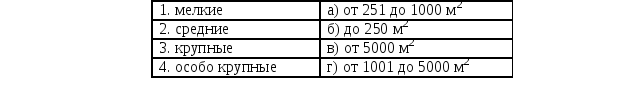 1. мелкие а) от 251 до 1000 м²
2. средние б) до 250 м²
3. крупные в) от 5000 м²
4. особо крупные г) от 1001 до 5000 м²